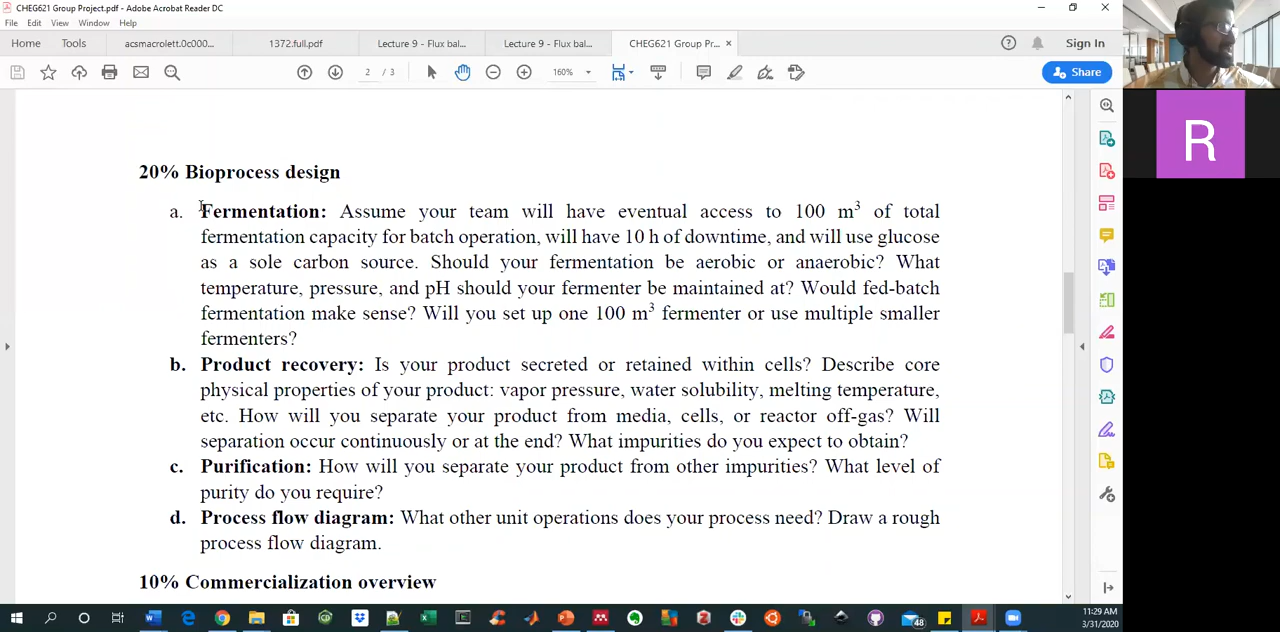 CHEG621 Group Project.pdf - Adobe Acrobat Reader DC
File Edit View Window Help
Home Tools acsmacrolett.0c000... 1372.full.pdf Lecture 9 - Flux bal... Lecture 9 - Flux bal... CHEG621 Group Pr... × Sign In
2 / 3 160% Share
20% Bioprocess design
a. Fermentation: Assume your team will have eventual access to 100 m³ of total
fermentation capacity for batch operation, will have 10 h of downtime, and will use glucose
as a sole carbon source. Should your fermentation be aerobic or anaerobic? What
temperature, pressure, and pH should your fermenter be maintained at? Would fed-batch
fermentation make sense? Will you set up one 100 m³ fermenter or use multiple smaller
fermenters?
b. Product recovery: Is your product secreted or retained within cells? Describe core
physical properties of your product: vapor pressure, water solubility, melting temperature,
etc. How will you separate your product from media, cells, or reactor off-gas? Will
separation occur continuously or at the end? What impurities do you expect to obtain?
c. Purification: How will you separate your product from other impurities? What level of
purity do you require?
d. Process flow diagram: What other unit operations does your process need? Draw a rough
process flow diagram.
10% Commercialization overview
R
48
11:29 AM
3/31/2020